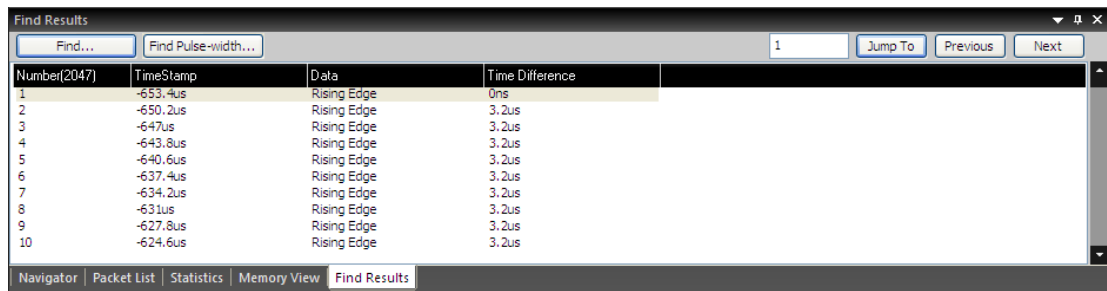 Find Results
Find... Find Pulse-width... 1 Jump To Previous Next
Number(2047) TimeStamp Data Time Difference
1 -653.4us Rising Edge 0ns
2 -650.2us Rising Edge 3.2us
3 -647us Rising Edge 3.2us
4 -643.8us Rising Edge 3.2us
5 -640.6us Rising Edge 3.2us
6 -637.4us Rising Edge 3.2us
7 -634.2us Rising Edge 3.2us
8 -631us Rising Edge 3.2us
9 -627.8us Rising Edge 3.2us
10 -624.6us Rising Edge 3.2us
Navigator Packet List Statistics Memory View Find Results